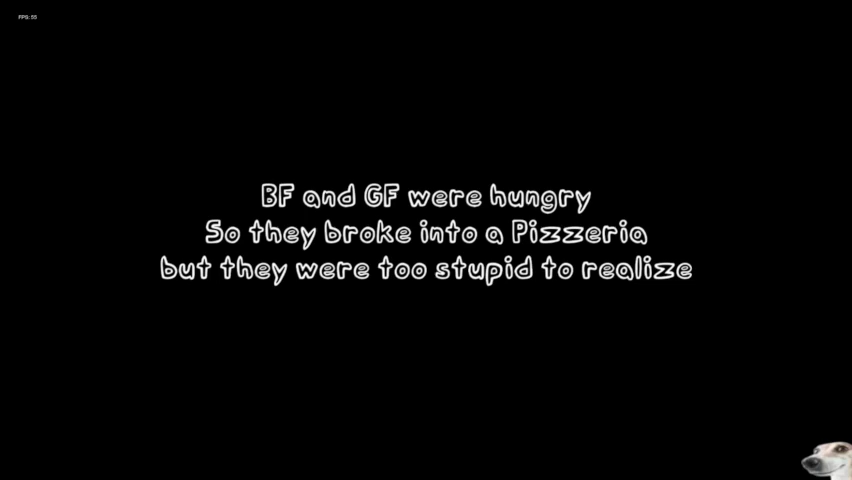 FPS: 55
BF and GF were hungry
So they broke into a Pizzeria
but they were too stupid to realize